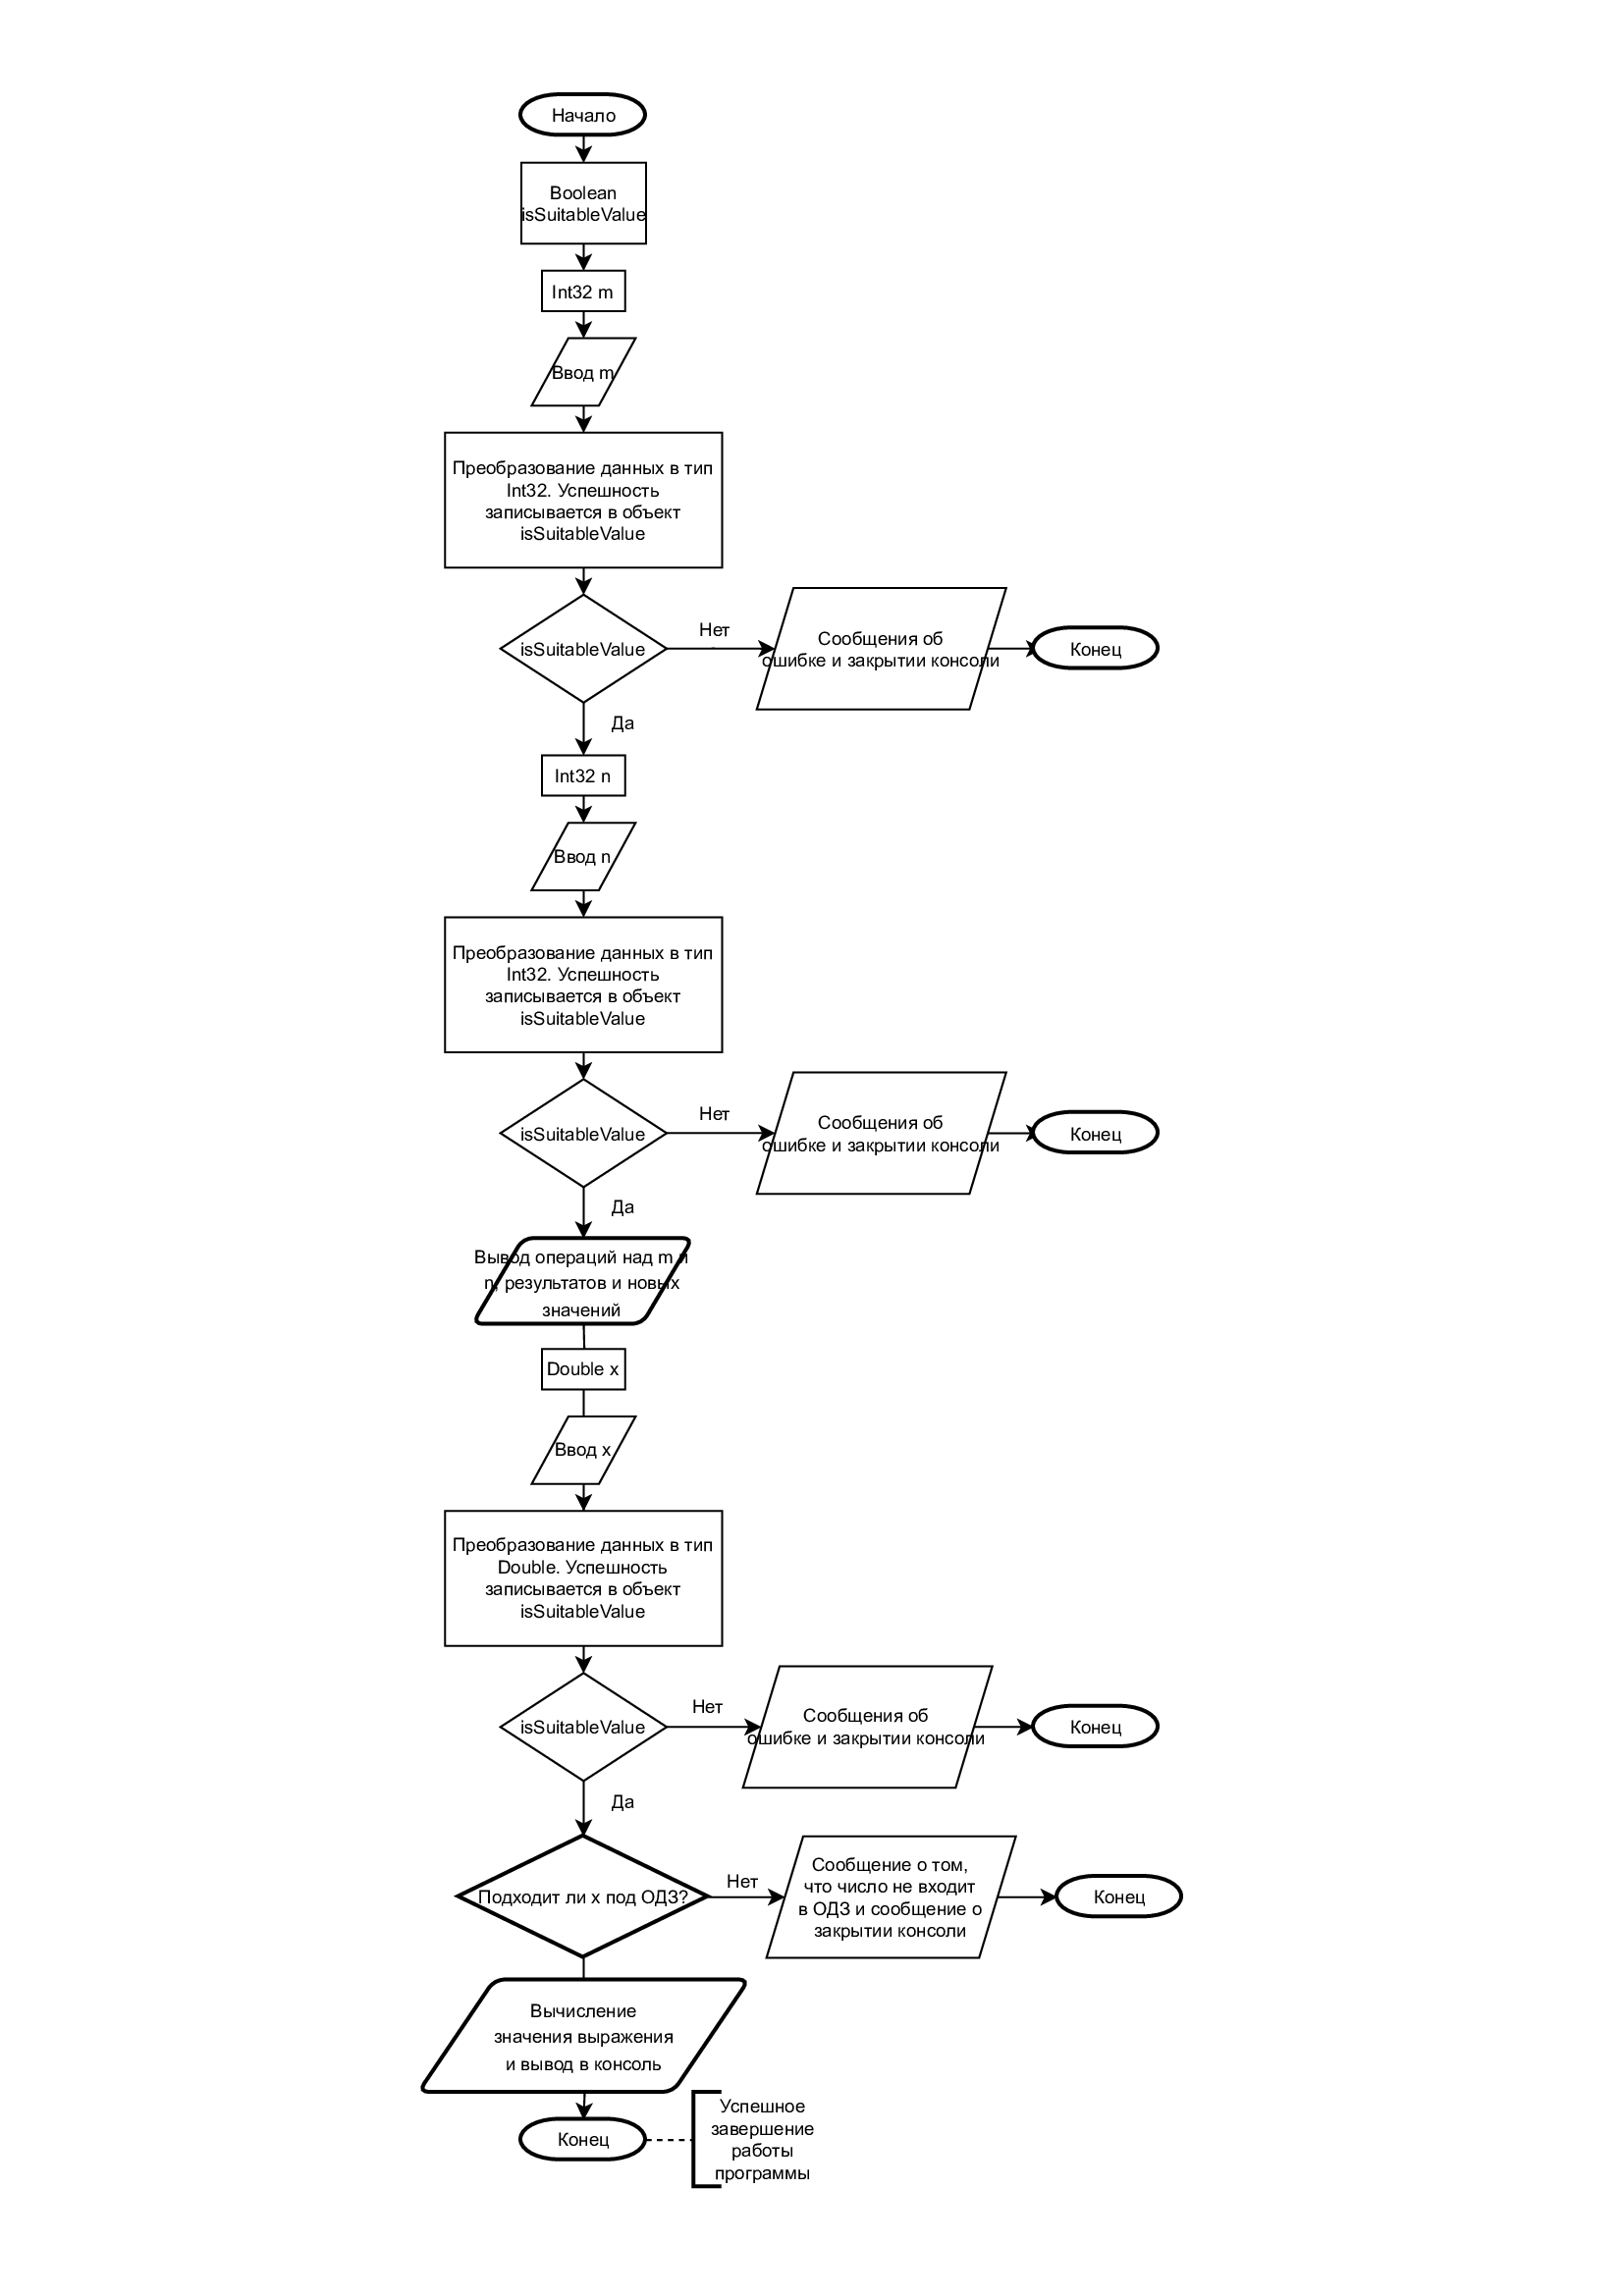 Начало
Boolean
isSuitableValue
Int32 m
Ввод m
Преобразование данных в тип
Int32. Успешность
записывается в объект
isSuitableValue
isSuitableValue
Нет
Сообщения об
ошибке и закрытии консоли
Конец
Да
Int32 n
Ввод n
Преобразование данных в тип
Int32. Успешность
записывается в объект
isSuitableValue
isSuitableValue
Нет
Сообщения об
ошибке и закрытии консоли
Конец
Да
Вывод операций над m и
n, результатов и новых
значений
Double x
Ввод x
Преобразование данных в тип
Double. Успешность
записывается в объект
isSuitableValue
isSuitableValue
Нет
Сообщения об
ошибке и закрытии консоли
Конец
Да
Подходит ли x под ОДЗ?
Нет
Сообщение о том,
что число не входит
в ОДЗ и сообщение о
закрытии консоли
Конец
Вычисление
значения выражения
и вывод в консоль
Конец
Успешное
завершение
работы
программы